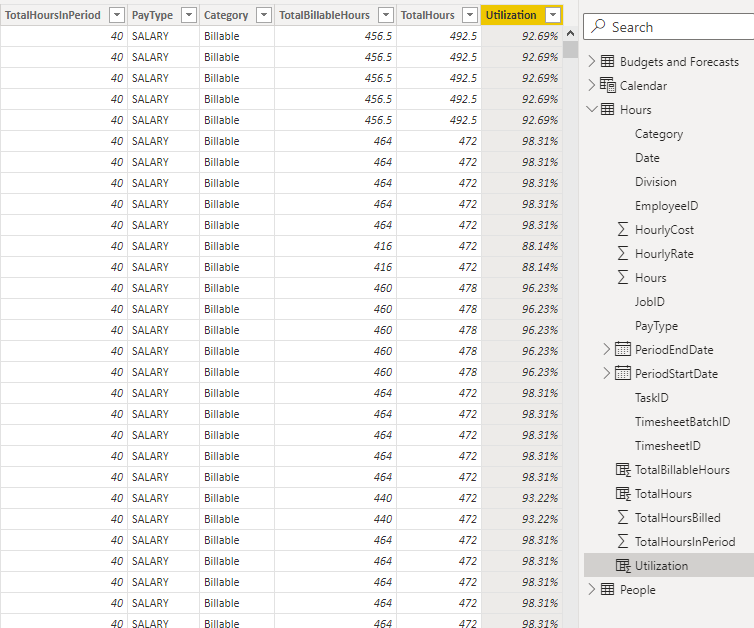 TotalHoursInPeriod PayType Category TotalBillableHours TotalHours Utilization
40 SALARY Billable 456.5 492.5 92.69%
40 SALARY Billable 456.5 492.5 92.69%
40 SALARY Billable 456.5 492.5 92.69%
40 SALARY Billable 456.5 492.5 92.69%
40 SALARY Billable 456.5 492.5 92.69%
40 SALARY Billable 464 472 98.31%
40 SALARY Billable 464 472 98.31%
40 SALARY Billable 464 472 98.31%
40 SALARY Billable 464 472 98.31%
40 SALARY Billable 464 472 98.31%
40 SALARY Billable 416 472 88.14%
40 SALARY Billable 416 472 88.14%
40 SALARY Billable 460 478 96.23%
40 SALARY Billable 460 478 96.23%
40 SALARY Billable 460 478 96.23%
40 SALARY Billable 460 478 96.23%
40 SALARY Billable 460 478 96.23%
40 SALARY Billable 464 472 98.31%
40 SALARY Billable 464 472 98.31%
40 SALARY Billable 464 472 98.31%
40 SALARY Billable 464 472 98.31%
40 SALARY Billable 464 472 98.31%
40 SALARY Billable 440 472 93.22%
40 SALARY Billable 440 472 93.22%
40 SALARY Billable 464 472 98.31%
40 SALARY Billable 464 472 98.31%
40 SALARY Billable 464 472 98.31%
40 SALARY Billable 464 472 98.31%
40 SALARY Billable 464 472 98.31%
Search
Budgets and Forecasts
Calendar
Hours
Category
Date
Division
EmployeeID
HourlyCost
HourlyRate
Hours
JobID
PayType
PeriodEndDate
PeriodStartDate
TaskID
TimesheetBatchID
TimesheetID
TotalBillableHours
TotalHours
TotalHoursBilled
TotalHoursInPeriod
Utilization
People